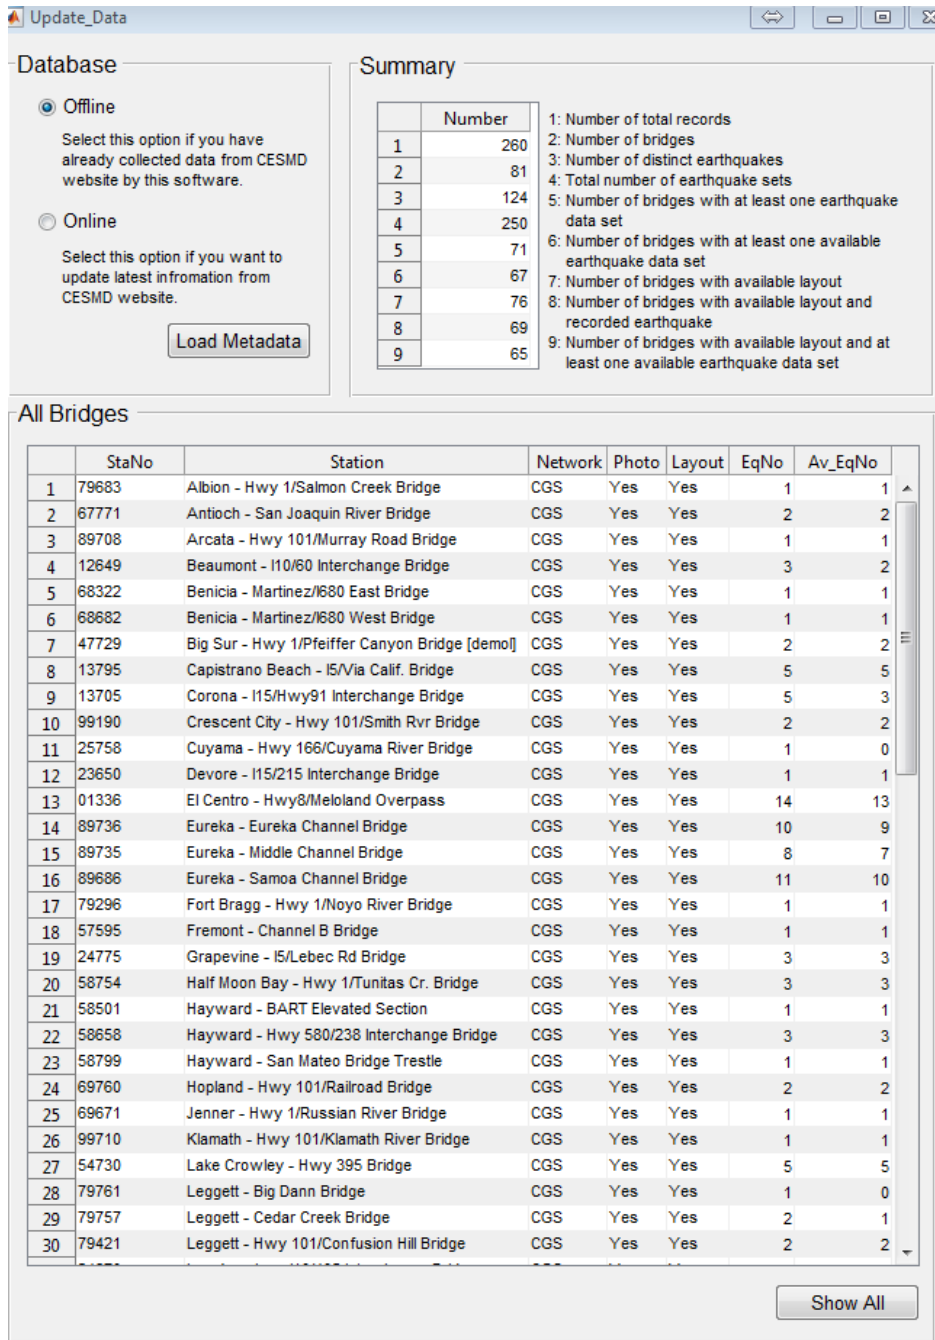 Update_Data
Database
Offline
Select this option if you have
already collected data from CESMD
website by this software.
Online
Select this option if you want to
update latest infromation from
CESMD website.
Load Metadata
Summary
Number
1 260
2 81
3 124
4 250
5 71
6 67
7 76
8 69
9 65
1: Number of total records
2: Number of bridges
3: Number of distinct earthquakes
4: Total number of earthquake sets
5: Number of bridges with at least one earthquake
data set
6: Number of bridges with at least one available
earthquake data set
7: Number of bridges with available layout
8: Number of bridges with available layout and
recorded earthquake
9: Number of bridges with available layout and at
least one available earthquake data set
All Bridges
StaNo Station Network Photo Layout EqNo Av_EqNo
1 79683 Albion - Hwy 1/Salmon Creek Bridge CGS Yes Yes 1 1
2 67771 Antioch - San Joaquin River Bridge CGS Yes Yes 2 2
3 89708 Arcata - Hwy 101/Murray Road Bridge CGS Yes Yes 1 1
4 12649 Beaumont - I10/60 Interchange Bridge CGS Yes Yes 3 2
5 68322 Benicia - Martinez/I680 East Bridge CGS Yes Yes 1 1
6 68682 Benicia - Martinez/I680 West Bridge CGS Yes Yes 1 1
7 47729 Big Sur - Hwy 1/Pfeiffer Canyon Bridge [demol] CGS Yes Yes 2 2
8 13795 Capistrano Beach - I5/Via Calif. Bridge CGS Yes Yes 5 5
9 13705 Corona - I15/Hwy91 Interchange Bridge CGS Yes Yes 5 3
10 99190 Crescent City - Hwy 101/Smith Rvr Bridge CGS Yes Yes 2 2
11 25758 Cuyama - Hwy 166/Cuyama River Bridge CGS Yes Yes 1 0
12 23650 Devore - I15/215 Interchange Bridge CGS Yes Yes 1 1
13 01336 El Centro - Hwy8/Meloland Overpass CGS Yes Yes 14 13
14 89736 Eureka - Eureka Channel Bridge CGS Yes Yes 10 9
15 89735 Eureka - Middle Channel Bridge CGS Yes Yes 8 7
16 89686 Eureka - Samoa Channel Bridge CGS Yes Yes 11 10
17 79296 Fort Bragg - Hwy 1/Noyo River Bridge CGS Yes Yes 1 1
18 57595 Fremont - Channel B Bridge CGS Yes Yes 1 1
19 24775 Grapevine - I5/Lebec Rd Bridge CGS Yes Yes 3 3
20 58754 Half Moon Bay - Hwy 1/Tunitas Cr. Bridge CGS Yes Yes 3 3
21 58501 Hayward - BART Elevated Section CGS Yes Yes 1 1
22 58658 Hayward - Hwy 580/238 Interchange Bridge CGS Yes Yes 3 3
23 58799 Hayward - San Mateo Bridge Trestle CGS Yes Yes 1 1
24 69760 Hopland - Hwy 101/Railroad Bridge CGS Yes Yes 2 2
25 69671 Jenner - Hwy 1/Russian River Bridge CGS Yes Yes 1 1
26 99710 Klamath - Hwy 101/Klamath River Bridge CGS Yes Yes 1 1
27 54730 Lake Crowley - Hwy 395 Bridge CGS Yes Yes 5 5
28 79761 Leggett - Big Dann Bridge CGS Yes Yes 1 0
29 79757 Leggett - Cedar Creek Bridge CGS Yes Yes 2 1
30 79421 Leggett - Hwy 101/Confusion Hill Bridge CGS Yes Yes 2 2
Show All